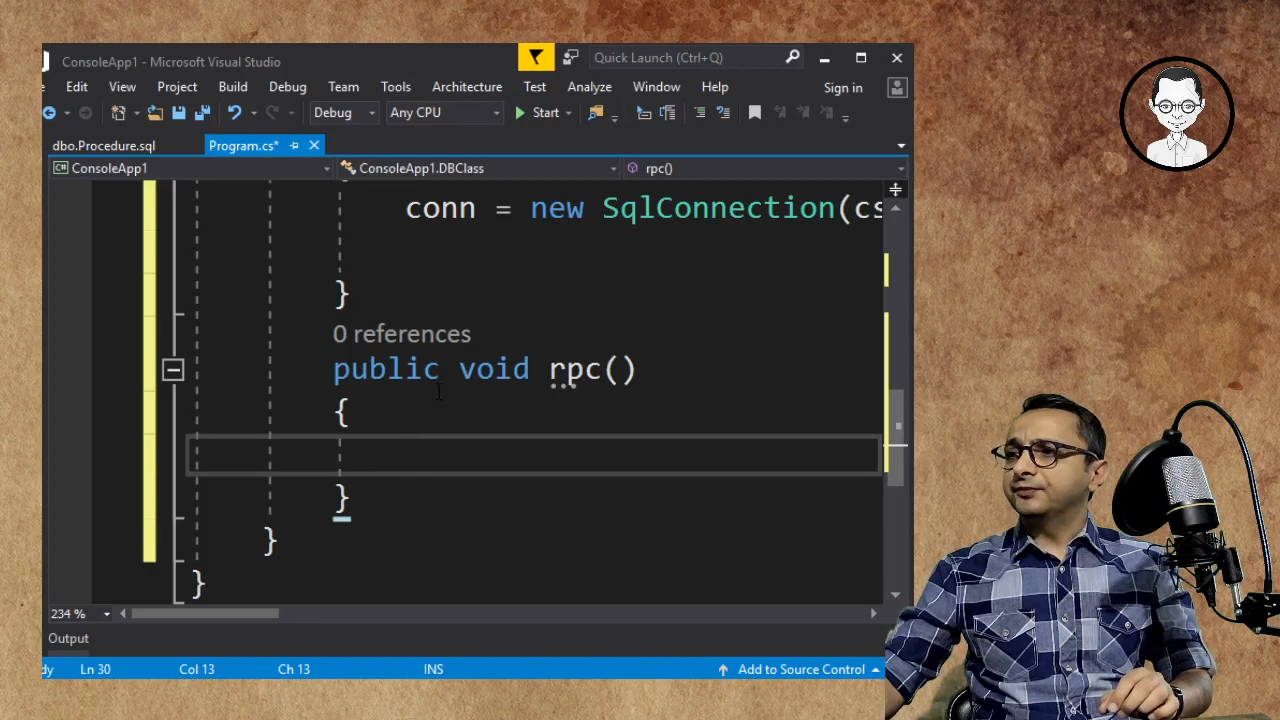 ConsoleApp1 - Microsoft Visual Studio
Quick Launch (Ctrl+Q)
Edit View Project Build Debug Team Tools Architecture Test Analyze Window Help Sign in
Debug Any CPU Start
dbo.Procedure.sql Program.cs*
ConsoleApp1 ConsoleApp1.DBClass rpc()
conn = new SqlConnection(cs
}
0 references
public void rpc()
{
}
}
}
234 %
Output
dy Ln 30 Col 13 Ch 13 INS Add to Source Control